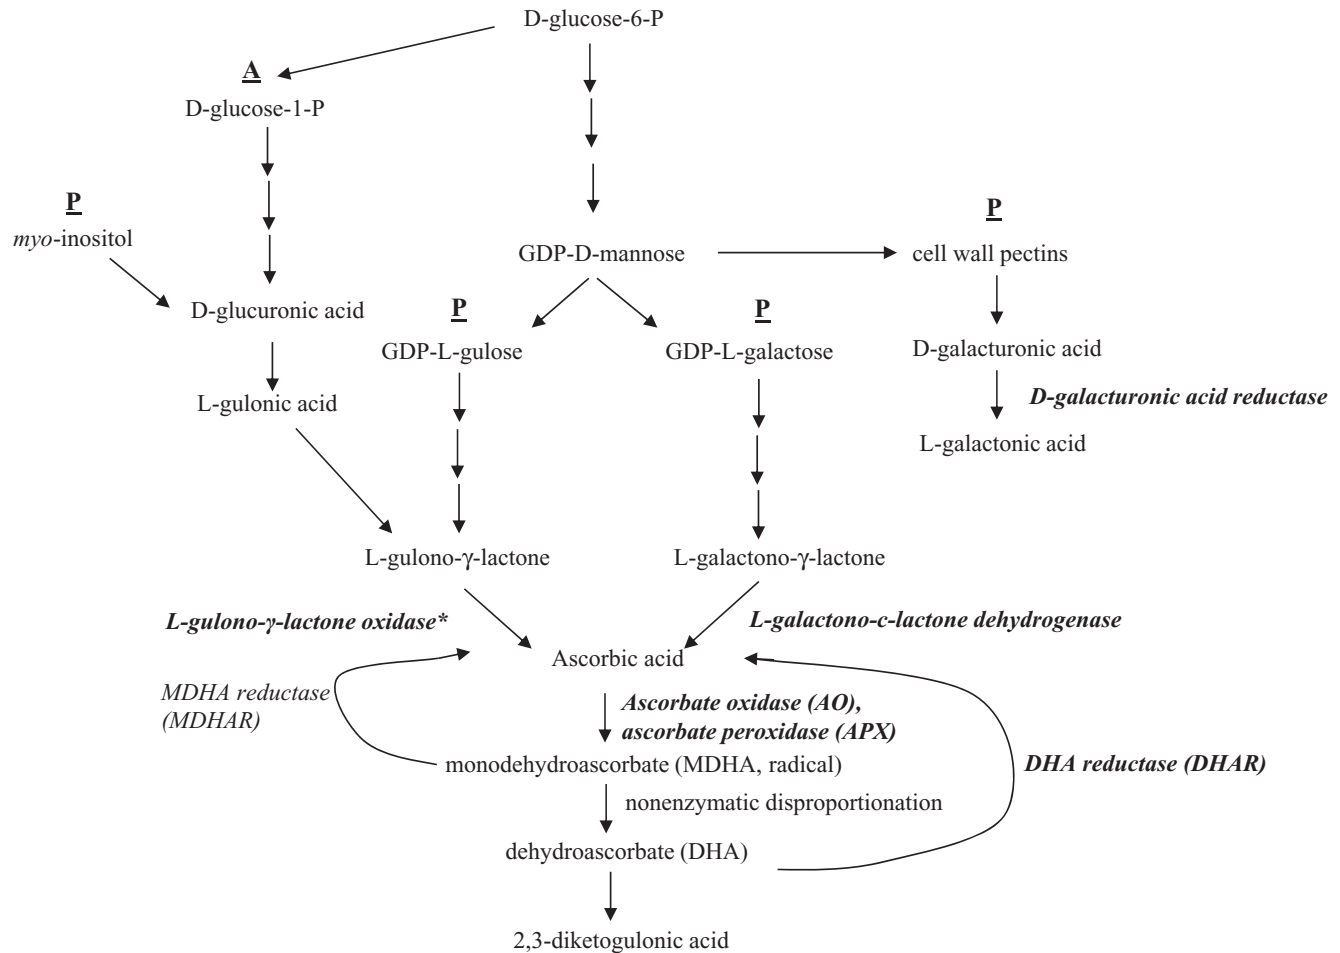 D-glucose-6-P
A
D-glucose-1-P
P
myo-inositol
P
GDP-D-mannose
cell wall pectins
D-glucuronic acid
P
P
GDP-L-gulose
GDP-L-galactose
D-galacturonic acid
L-gulonic acid
D-galacturonic acid reductase
L-galactonic acid
L-gulono-γ-lactone
L-galactono-γ-lactone
L-gulono-γ-lactone oxidase*
L-galactono-c-lactone dehydrogenase
Ascorbic acid
MDHA reductase
(MDHAR)
Ascorbate oxidase (AO),
ascorbate peroxidase (APX)
monodehydroascorbate (MDHA, radical)
DHA reductase (DHAR)
nonenzymatic disproportionation
dehydroascorbate (DHA)
2,3-diketogulonic acid